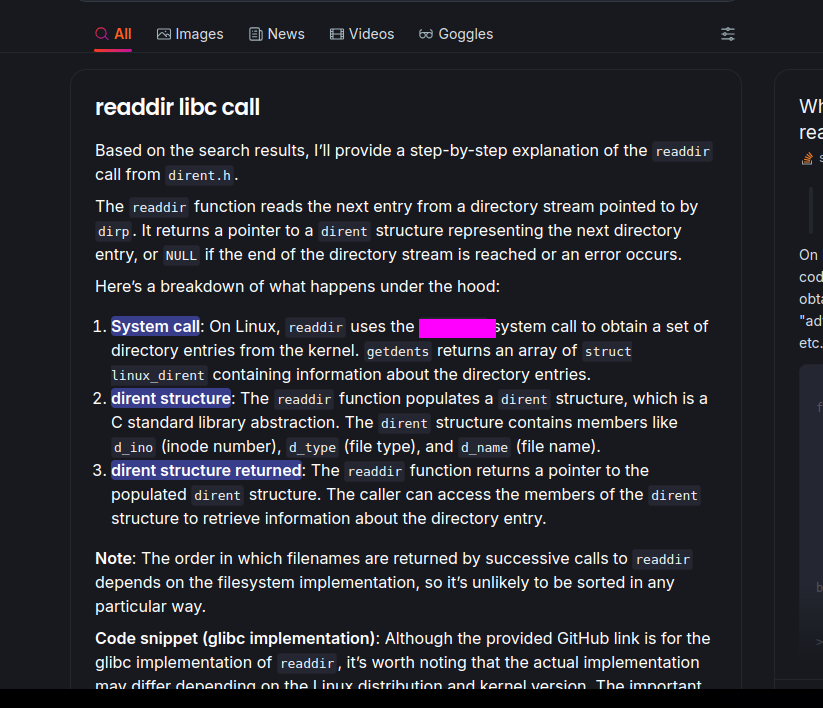 All Images News Videos Goggles
readdir libc call
Based on the search results, I’ll provide a step-by-step explanation of the readdir
call from dirent.h.
The readdir function reads the next entry from a directory stream pointed to by
dirp. It returns a pointer to a dirent structure representing the next directory
entry, or NULL if the end of the directory stream is reached or an error occurs.
Here’s a breakdown of what happens under the hood:
1. System call: On Linux, readdir uses the system call to obtain a set of
directory entries from the kernel. getdents returns an array of struct
linux_dirent containing information about the directory entries.
2. dirent structure: The readdir function populates a dirent structure, which is a
C standard library abstraction. The dirent structure contains members like
d_ino (inode number), d_type (file type), and d_name (file name).
3. dirent structure returned: The readdir function returns a pointer to the
populated dirent structure. The caller can access the members of the dirent
structure to retrieve information about the directory entry.
Note: The order in which filenames are returned by successive calls to readdir
depends on the filesystem implementation, so it’s unlikely to be sorted in any
particular way.
Code snippet (glibc implementation): Although the provided GitHub link is for the
glibc implementation of readdir, it’s worth noting that the actual implementation
may differ depending on the Linux distribution and kernel version. The important
Wh
rea
s
On
cod
obta
"ad
etc.
f
b
>